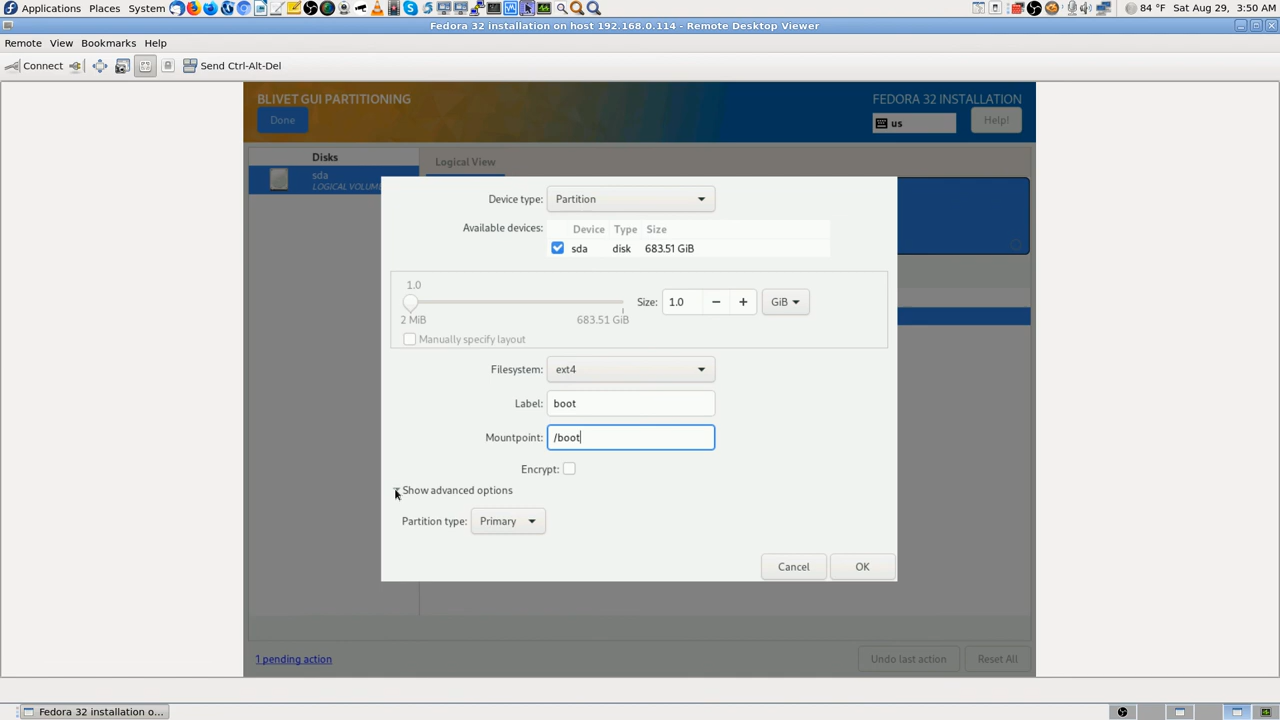 Applications Places System 84 °F Sat Aug 29, 3:50 AM
Fedora 32 installation on host 192.168.0.114 - Remote Desktop Viewer
Remote View Bookmarks Help
Connect Send Ctrl-Alt-Del
BLIVET GUI PARTITIONING FEDORA 32 INSTALLATION
Done us Help!
Disks Logical View
sda
LOGICAL
Device type: Partition
Available devices: Device Type Size
sda disk 683.51 GiB
1.0
Size: 1.0 − + GiB
2 MiB 683.51 GiB
Manually specify layout
Filesystem: ext4
Label: boot
Mountpoint: /boot
Encrypt:
Show advanced options
Partition type: Primary
Cancel OK
1 pending action Undo last action Reset All
Fedora 32 installation o...